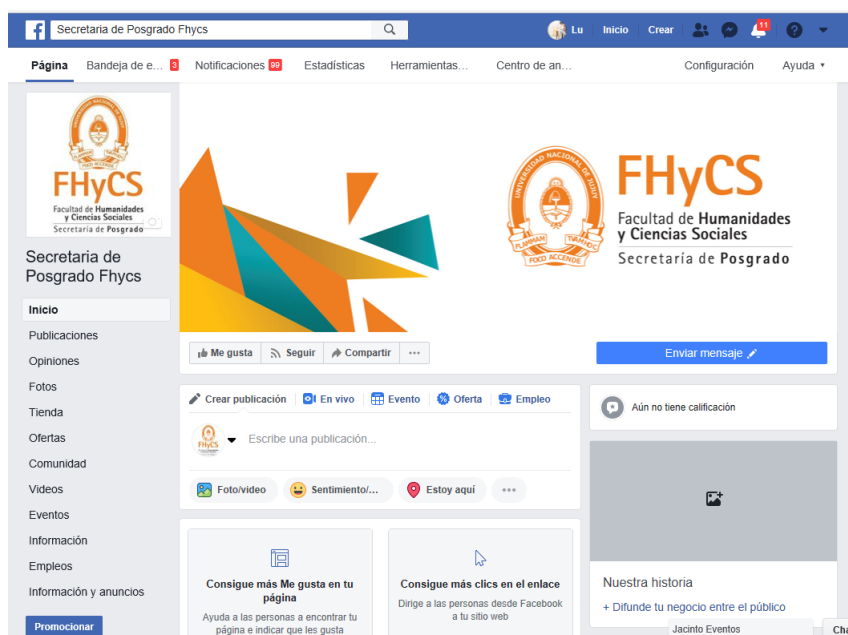 Secretaria de Posgrado Fhycs
Lu Inicio Crear 11
Página Bandeja de e... 3 Notificaciones 99 Estadísticas Herramientas... Centro de an... Configuración Ayuda
UNIVERSIDAD NACIONAL DE JUJUY
FLAMMAM TVAM HOC
FOCO ACCENDE
FHyCS
Facultad de Humanidades
y Ciencias Sociales
Secretaría de Posgrado
FHyCS
Facultad de Humanidades
y Ciencias Sociales
Secretaría de Posgrado
Secretaria de
Posgrado Fhycs
Inicio
Publicaciones
Opiniones
Fotos
Tienda
Ofertas
Comunidad
Videos
Eventos
Información
Empleos
Información y anuncios
Promocionar
Me gusta Seguir Compartir ...
Enviar mensaje
Crear publicación En vivo Evento Oferta Empleo
FHyCS
Escribe una publicación...
Foto/video Sentimiento/... Estoy aquí ...
Consigue más Me gusta en tu
página
Ayuda a las personas a encontrar tu
página e indicar que les gusta
Consigue más clics en el enlace
Dirige a las personas desde Facebook
a tu sitio web
Aún no tiene calificación
Nuestra historia
+ Difunde tu negocio entre el público
Jacinto Eventos
Cha